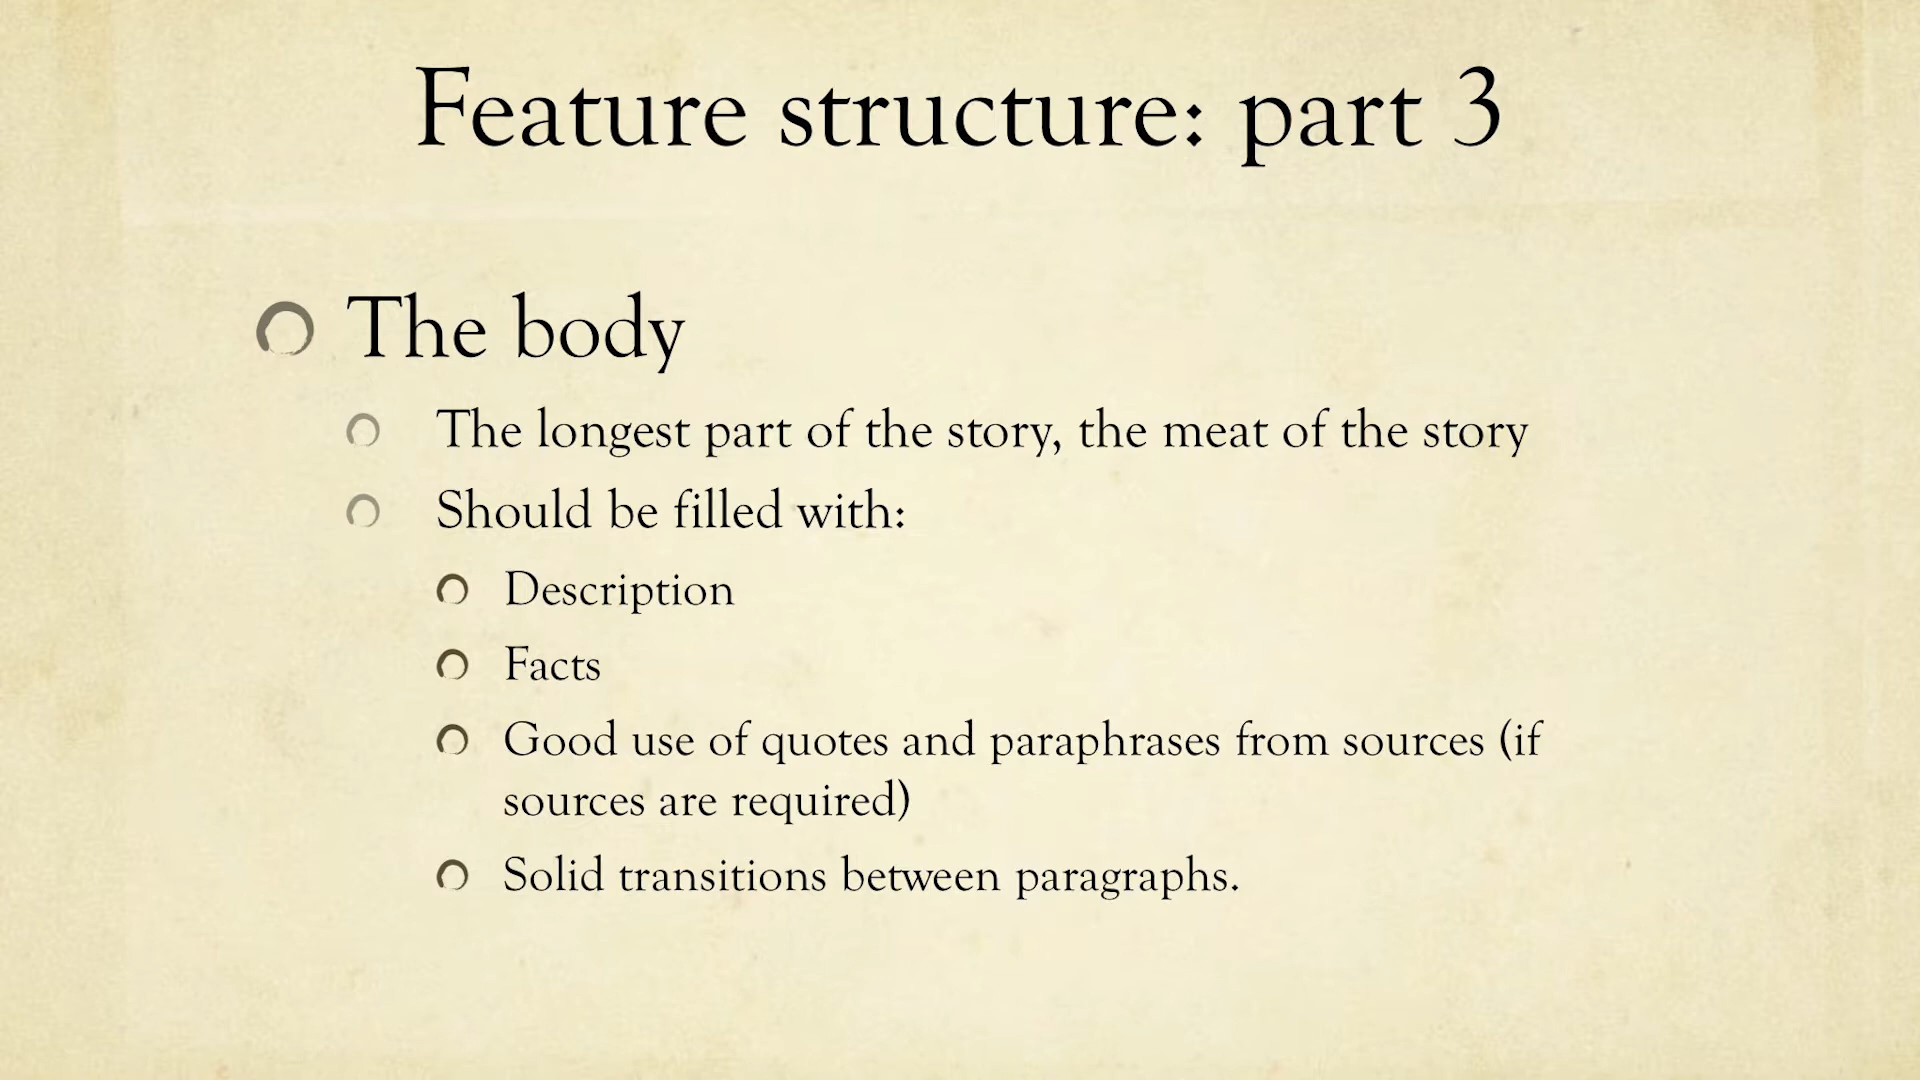 Feature structure: part 3
The body
The longest part of the story, the meat of the story
Should be filled with:
Description
Facts
Good use of quotes and paraphrases from sources (if
sources are required)
Solid transitions between paragraphs.